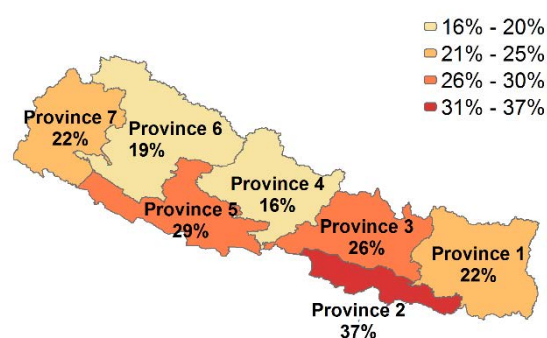 16% - 20%
21% - 25%
26% - 30%
31% - 37%
Province 7
22%
Province 6
19%
Province 4
16%
Province 5
29%
Province 3
26%
Province 1
22%
Province 2
37%